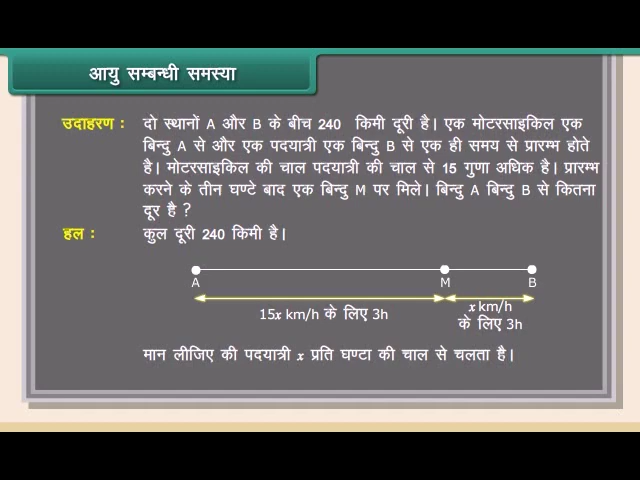 आयु सम्बन्धी समस्या
उदाहरण : दो स्थानों A और B के बीच 240 किमी दूरी है। एक मोटरसाइकिल एक
बिन्दु A से और एक पदयात्री एक बिन्दु B से एक ही समय से प्रारम्भ होते
है। मोटरसाइकिल की चाल पदयात्री की चाल से 15 गुणा अधिक है। प्रारम्भ
करने के तीन घण्टे बाद एक बिन्दु M पर मिले। बिन्दु A बिन्दु B से कितना
दूर है ?
हल : कुल दूरी 240 किमी है।
A M B
15x km/h के लिए 3h
x km/h
के लिए 3h
मान लीजिए की पदयात्री x प्रति घण्टा की चाल से चलता है।